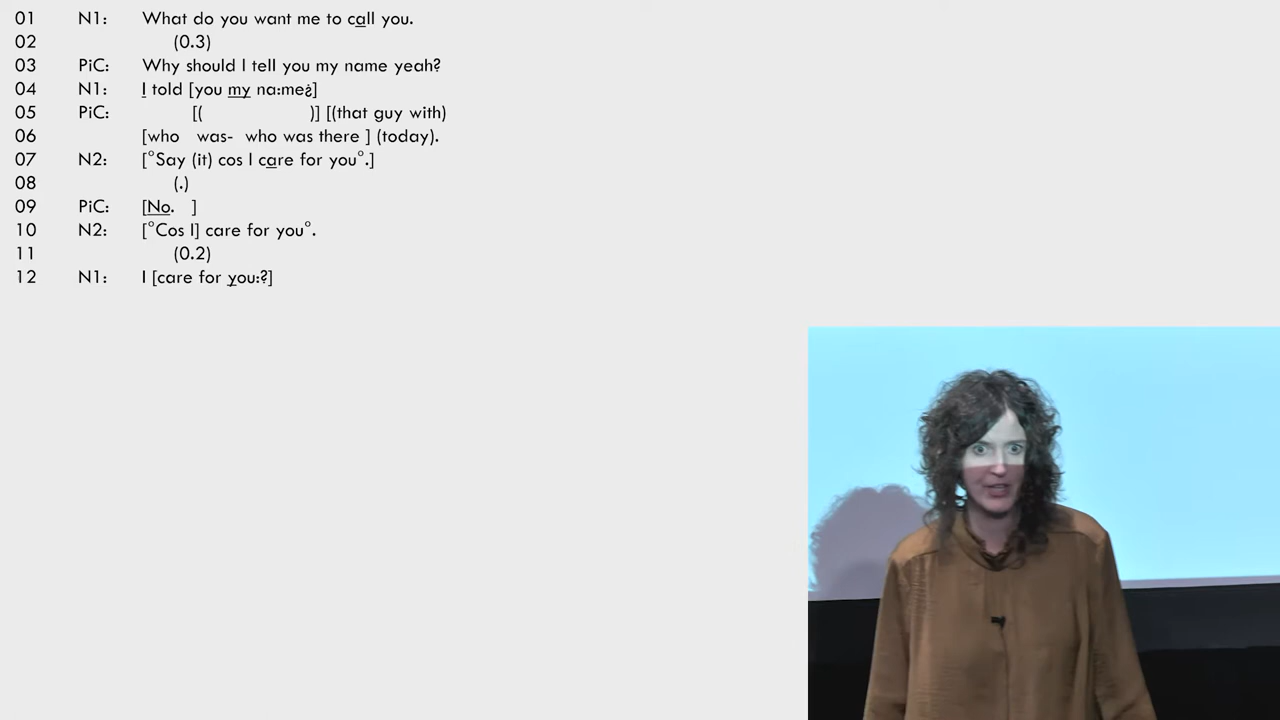 01 N1: What do you want me to call you.
02 (0.3)
03 PiC: Why should I tell you my name yeah?
04 N1: I told [you my na:me¿]
05 PiC: [( )] [(that guy with)
06 [who was- who was there ] (today).
07 N2: [°Say (it) cos I care for you°.]
08 (.)
09 PiC: [No. ]
10 N2: [°Cos I] care for you°.
11 (0.2)
12 N1: I [care for you:?]